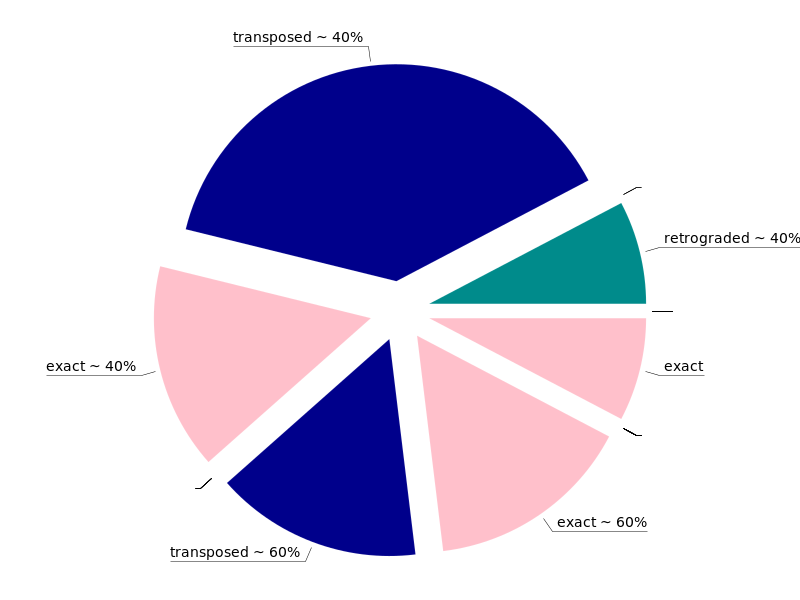 transposed ~ 40%
retrograded ~ 40%
exact ~ 40%
exact
exact ~ 60%
transposed ~ 60%